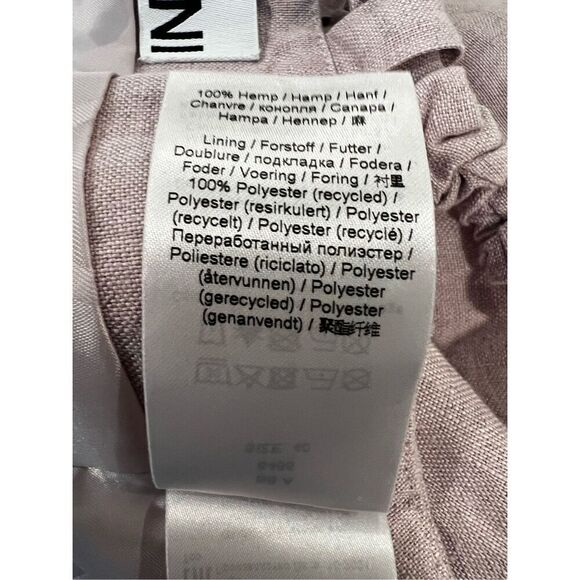 IN
100% Hemp / Hamp / Hanf /
Chanvre / конопля / Canapa /
Hampa / Hennep / 麻
Lining / Forstoff / Futter /
Doublure / подкладка / Fodera /
Foder / Voering / Foring / 衬里
100% Polyester (recycled) /
Polyester (resirkulert) / Polyester
(recycelt) / Polyester (recyclé) /
Переработанный полиэстер /
Poliestere (riciclato) / Polyester
(återvunnen) / Polyester
(gerecycled) / Polyester
(genanvendt) / 聚酯纤维